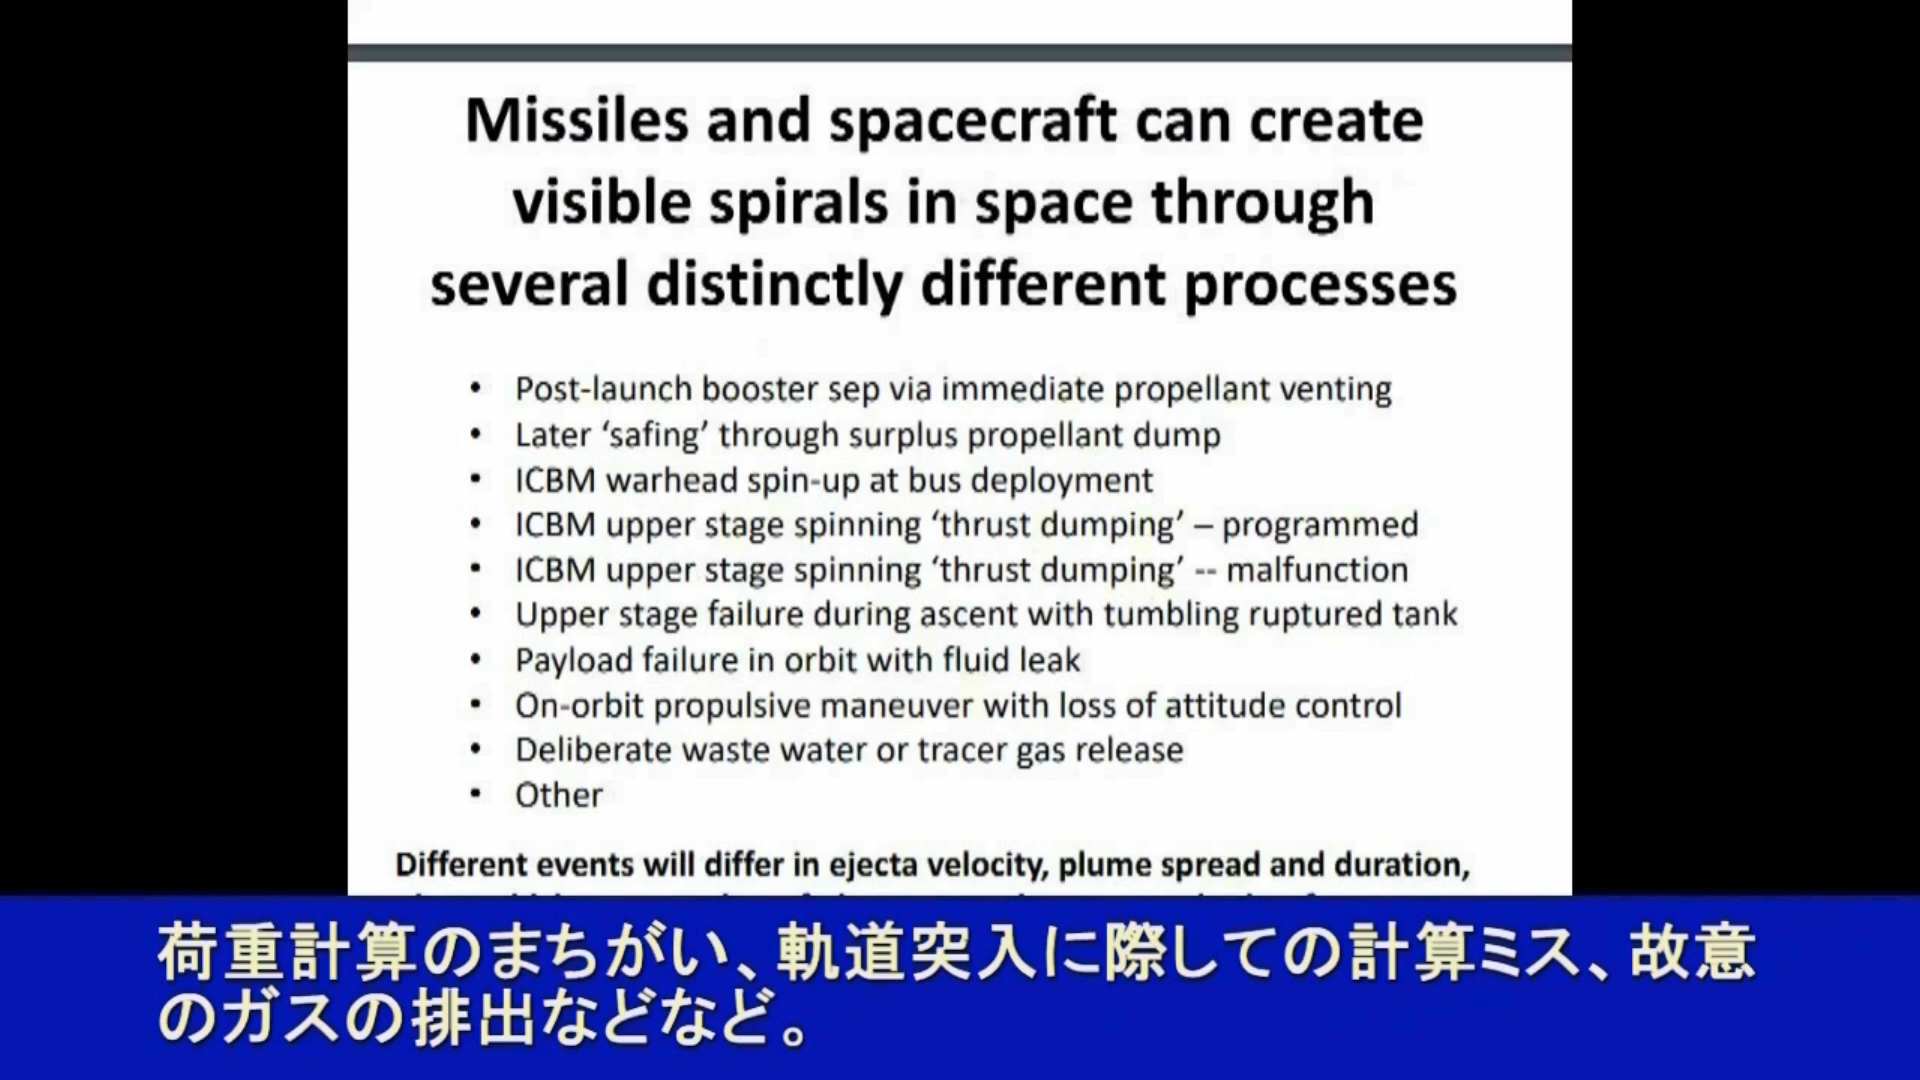 Missiles and spacecraft can create
visible spirals in space through
several distinctly different processes
• Post-launch booster sep via immediate propellant venting
• Later ‘safing’ through surplus propellant dump
• ICBM warhead spin-up at bus deployment
• ICBM upper stage spinning ‘thrust dumping’ – programmed
• ICBM upper stage spinning ‘thrust dumping’ -- malfunction
• Upper stage failure during ascent with tumbling ruptured tank
• Payload failure in orbit with fluid leak
• On-orbit propulsive maneuver with loss of attitude control
• Deliberate waste water or tracer gas release
• Other
Different events will differ in ejecta velocity, plume spread and duration,
荷重計算のまちがい、軌道突入に際しての計算ミス、故意
のガスの排出などなど。